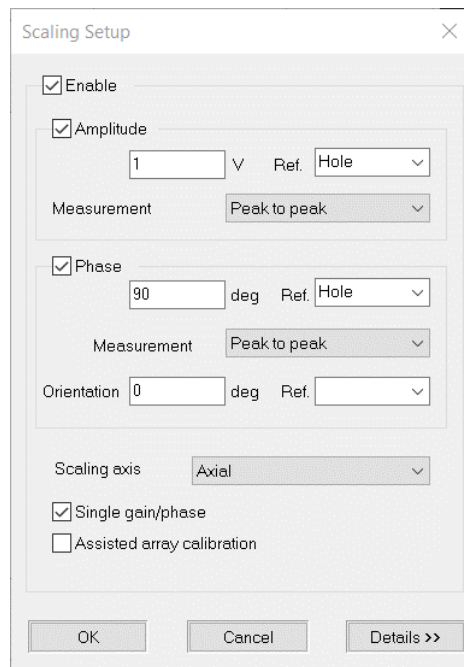 Scaling Setup
Enable
Amplitude
1 V Ref. Hole
Measurement Peak to peak
Phase
90 deg Ref. Hole
Measurement Peak to peak
Orientation 0 deg Ref.
Scaling axis Axial
Single gain/phase
Assisted array calibration
OK Cancel Details >>